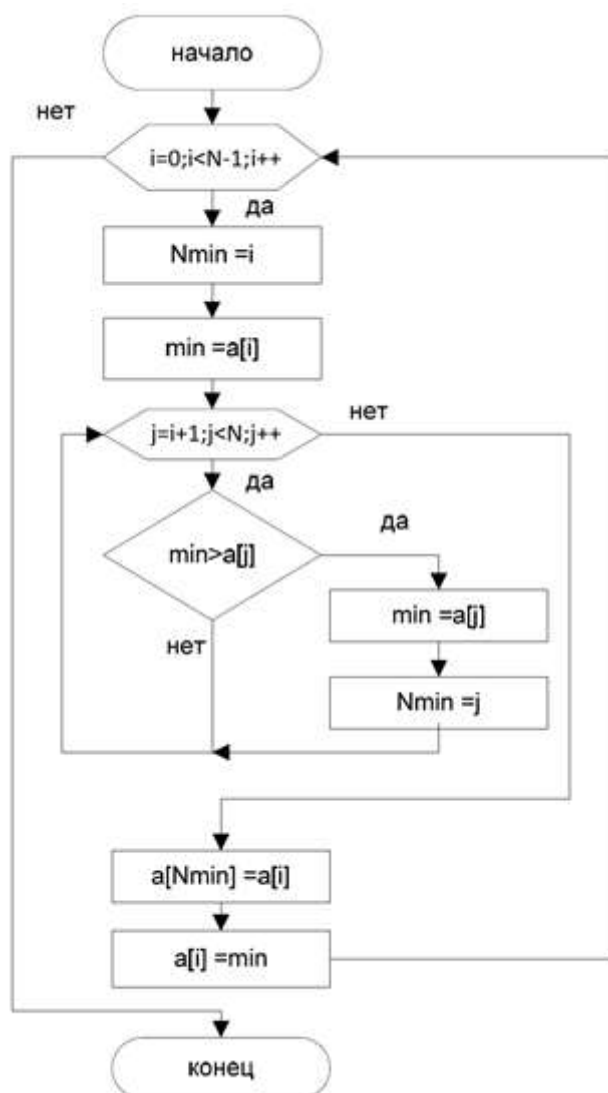 начало
нет
i=0;i<N-1;i++
да
Nmin =i
min =a[i]
нет
j=i+1;j<N;j++
да
да
min>a[j]
min =a[j]
нет
Nmin =j
a[Nmin] =a[i]
a[i] =min
конец